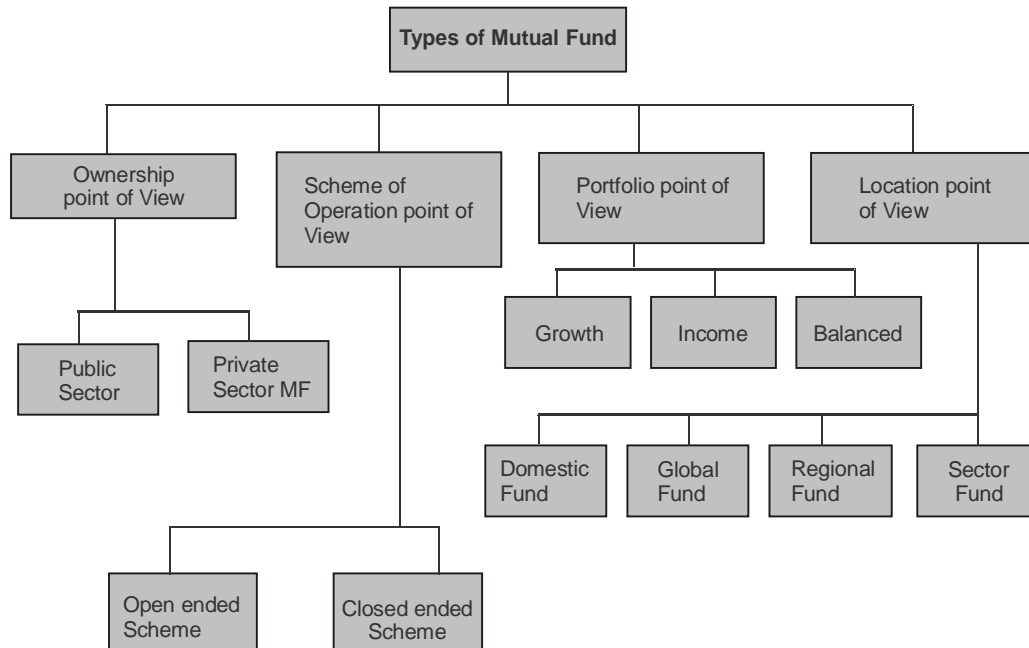 Types of Mutual Fund
Ownership
point of View
Scheme of
Operation point of
View
Portfolio point of
View
Location point
of View
Growth
Income
Balanced
Public
Sector
Private
Sector MF
Domestic
Fund
Global
Fund
Regional
Fund
Sector
Fund
Open ended
Scheme
Closed ended
Scheme